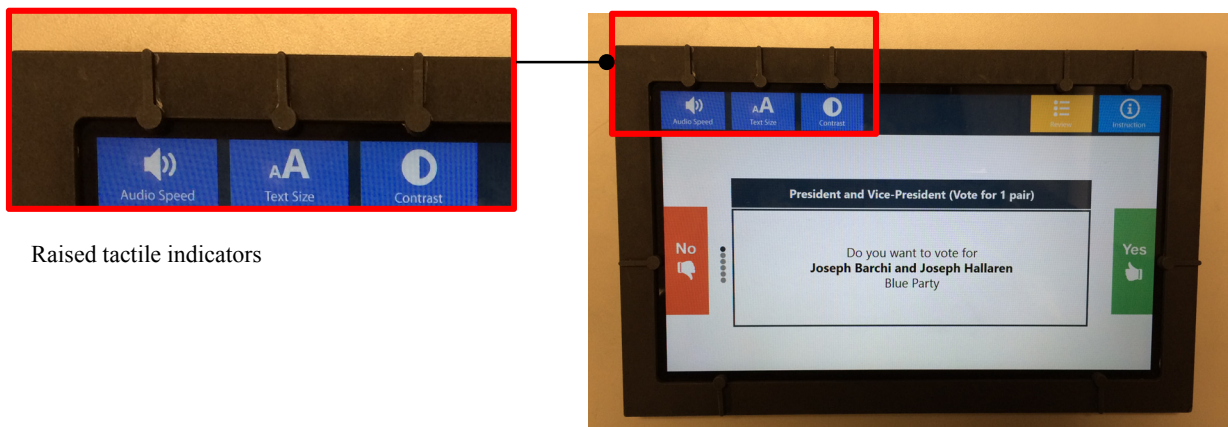 Audio Speed
Text Size
Contrast
Raised tactile indicators
Audio Speed
Text Size
Contrast
Review
Instruction
President and Vice-President (Vote for 1 pair)
No
Yes
Do you want to vote for
Joseph Barchi and Joseph Hallaren
Blue Party